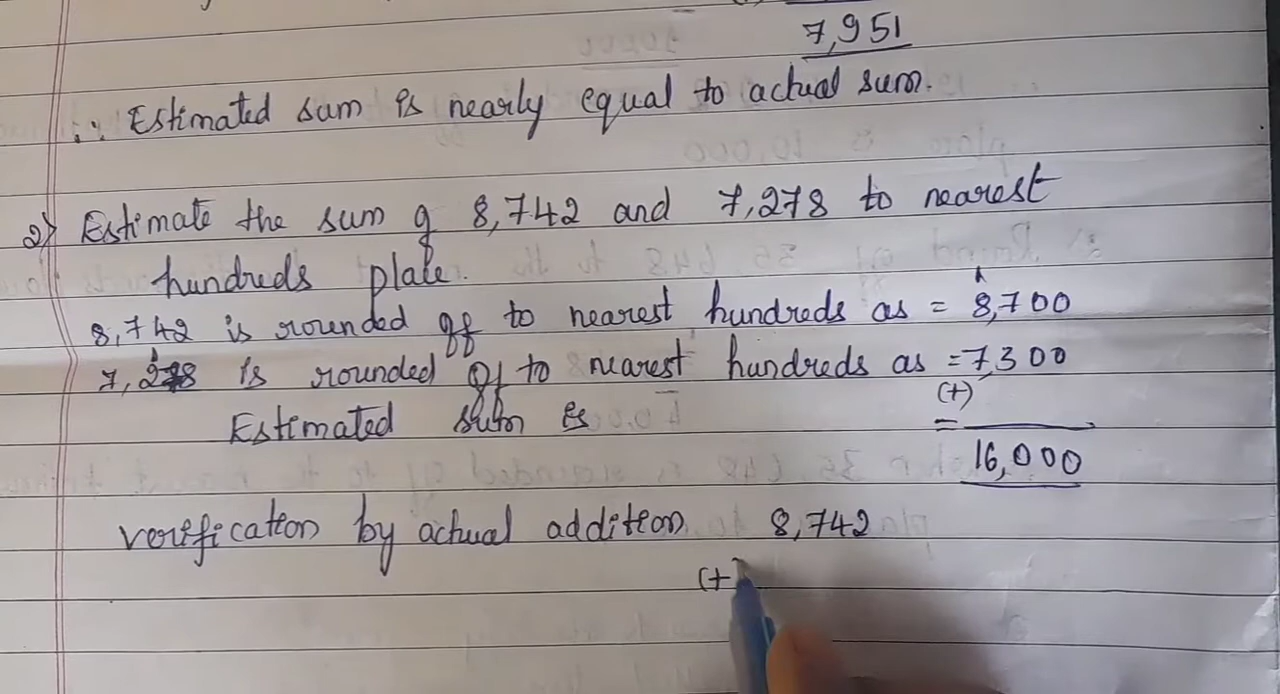 7,951
∴ Estimated sum is nearly equal to actual sum.
2) Estimate the sum of 8,742 and 7,278 to nearest
hundreds place.
8,742 is rounded off to nearest hundreds as = 8,700
7,278 is rounded off to nearest hundreds as = 7,300
(+)
Estimated sum is =
16,000
verification by actual addition 8,742
(+)